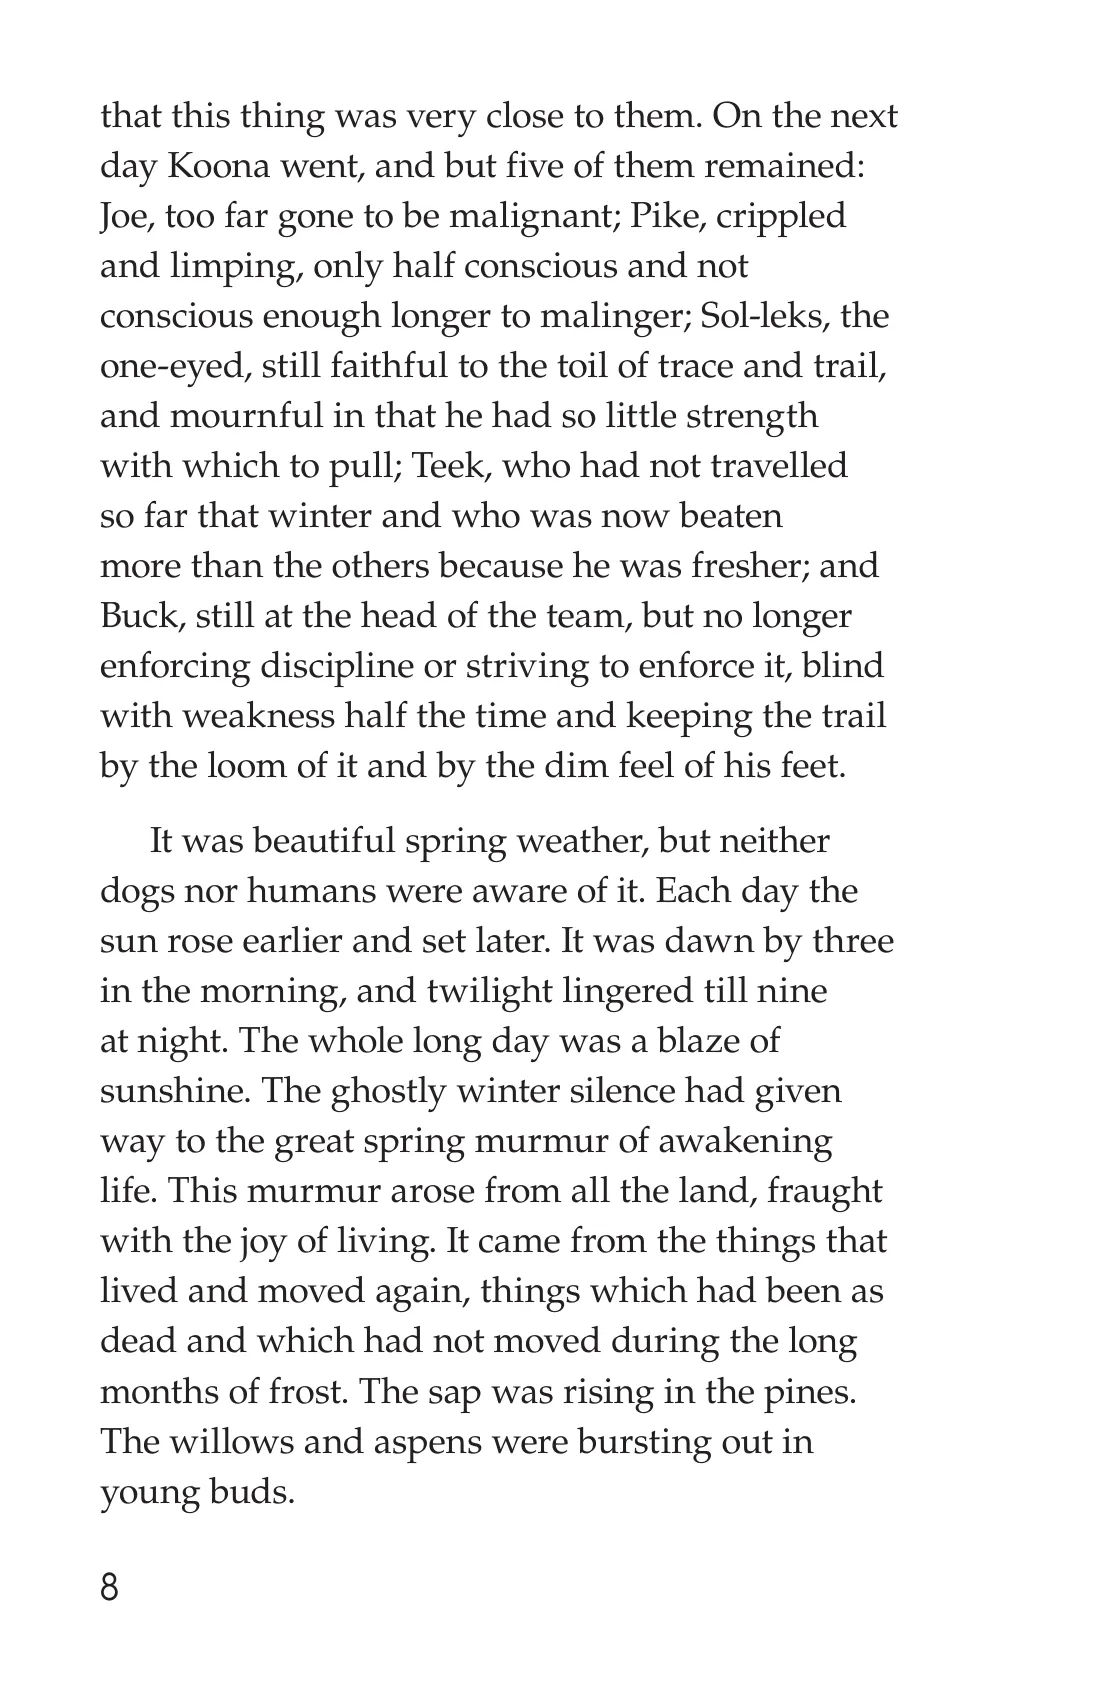 that this thing was very close to them. On the next
day Koona went, and but five of them remained:
Joe, too far gone to be malignant; Pike, crippled
and limping, only half conscious and not
conscious enough longer to malinger; Sol-leks, the
one-eyed, still faithful to the toil of trace and trail,
and mournful in that he had so little strength
with which to pull; Teek, who had not travelled
so far that winter and who was now beaten
more than the others because he was fresher; and
Buck, still at the head of the team, but no longer
enforcing discipline or striving to enforce it, blind
with weakness half the time and keeping the trail
by the loom of it and by the dim feel of his feet.
It was beautiful spring weather, but neither
dogs nor humans were aware of it. Each day the
sun rose earlier and set later. It was dawn by three
in the morning, and twilight lingered till nine
at night. The whole long day was a blaze of
sunshine. The ghostly winter silence had given
way to the great spring murmur of awakening
life. This murmur arose from all the land, fraught
with the joy of living. It came from the things that
lived and moved again, things which had been as
dead and which had not moved during the long
months of frost. The sap was rising in the pines.
The willows and aspens were bursting out in
young buds.
8